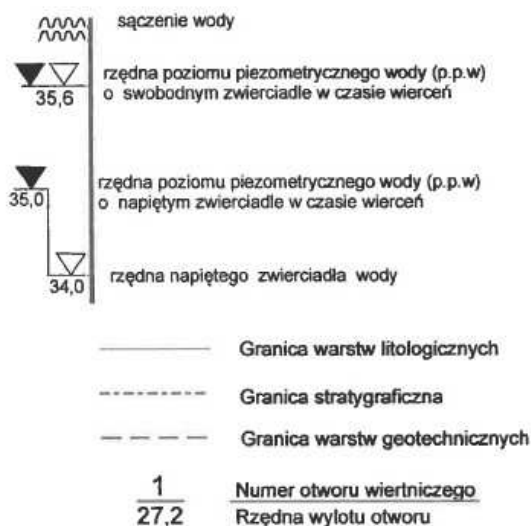 sączenie wody
rzędna poziomu piezometrycznego wody (p.p.w)
o swobodnym zwierciadle w czasie wierceń
35,6
rzędna poziomu piezometrycznego wody (p.p.w)
o napiętym zwierciadle w czasie wierceń
35,0
rzędna napiętego zwierciadła wody
34,0
Granica warstw litologicznych
Granica stratygraficzna
Granica warstw geotechnicznych
1 Numer otworu wiertniczego
27,2 Rzędna wylotu otworu